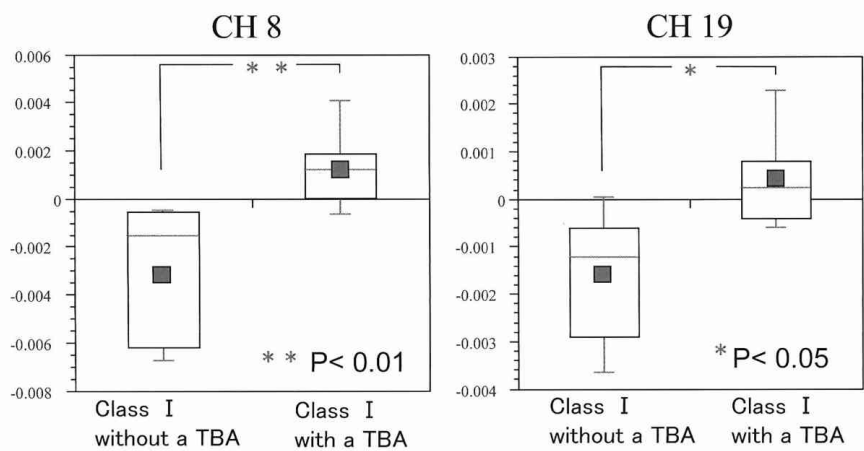 CH 8
0.006
0.004
0.002
0
-0.002
-0.004
-0.006
-0.008
* *
* * P< 0.01
Class I
without a TBA
Class I
with a TBA
CH 19
0.003
0.002
0.001
0
-0.001
-0.002
-0.003
-0.004
*
*P< 0.05
Class I
without a TBA
Class I
with a TBA